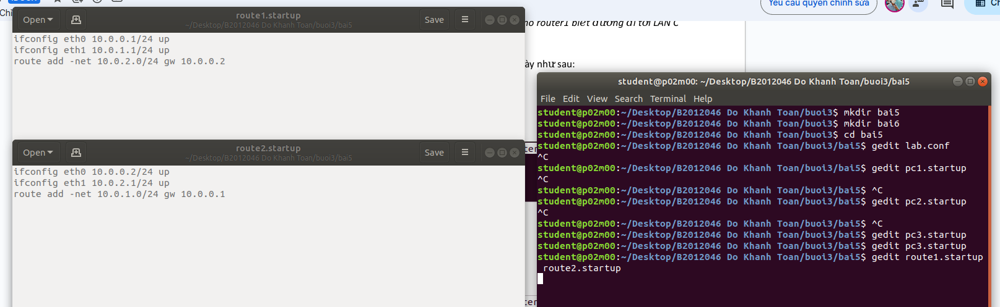 Yêu cầu quyền chỉnh sửa
Ch
Chỉ
route1.startup
Open
~/Desktop/B2012046 Do Khanh Toan/buoi3/bai5
Save
router1 biết đường đi tới LAN C
ifconfig eth0 10.0.0.1/24 up
ifconfig eth1 10.0.1.1/24 up
route add -net 10.0.2.0/24 gw 10.0.0.2
ày như sau:
route2.startup
Open
~/Desktop/B2012046 Do Khanh Toan/buoi3/bai5
Save
ifconfig eth0 10.0.0.2/24 up
ifconfig eth1 10.0.2.1/24 up
route add -net 10.0.1.0/24 gw 10.0.0.1
student@p02m00: ~/Desktop/B2012046 Do Khanh Toan/buoi3/bai5
File Edit View Search Terminal Help
student@p02m00:~/Desktop/B2012046 Do Khanh Toan/buoi3$ mkdir bai5
student@p02m00:~/Desktop/B2012046 Do Khanh Toan/buoi3$ mkdir bai6
student@p02m00:~/Desktop/B2012046 Do Khanh Toan/buoi3$ cd bai5
student@p02m00:~/Desktop/B2012046 Do Khanh Toan/buoi3/bai5$ gedit lab.conf
^C
student@p02m00:~/Desktop/B2012046 Do Khanh Toan/buoi3/bai5$ gedit pc1.startup
^C
student@p02m00:~/Desktop/B2012046 Do Khanh Toan/buoi3/bai5$ ^C
student@p02m00:~/Desktop/B2012046 Do Khanh Toan/buoi3/bai5$ gedit pc2.startup
^C
student@p02m00:~/Desktop/B2012046 Do Khanh Toan/buoi3/bai5$ ^C
student@p02m00:~/Desktop/B2012046 Do Khanh Toan/buoi3/bai5$ gedit pc3.startup
student@p02m00:~/Desktop/B2012046 Do Khanh Toan/buoi3/bai5$ gedit pc3.startup
student@p02m00:~/Desktop/B2012046 Do Khanh Toan/buoi3/bai5$ gedit route1.startup
route2.startup